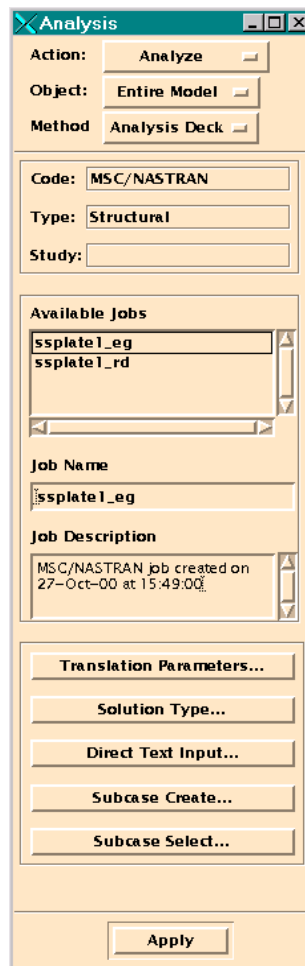 Analysis
Action: Analyze
Object: Entire Model
Method Analysis Deck
Code: MSC/NASTRAN
Type: Structural
Study:
Available Jobs
ssplate1_eg
ssplate1_rd
Job Name
ssplate1_eg
Job Description
MSC/NASTRAN job created on
27-Oct-00 at 15:49:00
Translation Parameters...
Solution Type...
Direct Text Input...
Subcase Create...
Subcase Select...
Apply